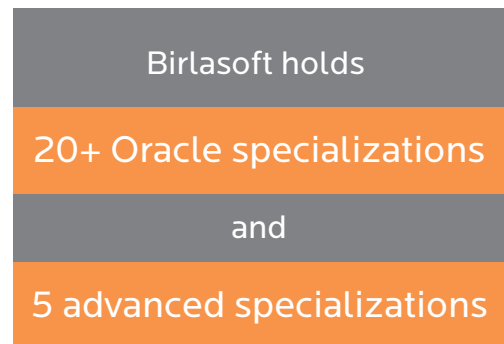 Birlasoft holds
20+ Oracle specializations
and
5 advanced specializations